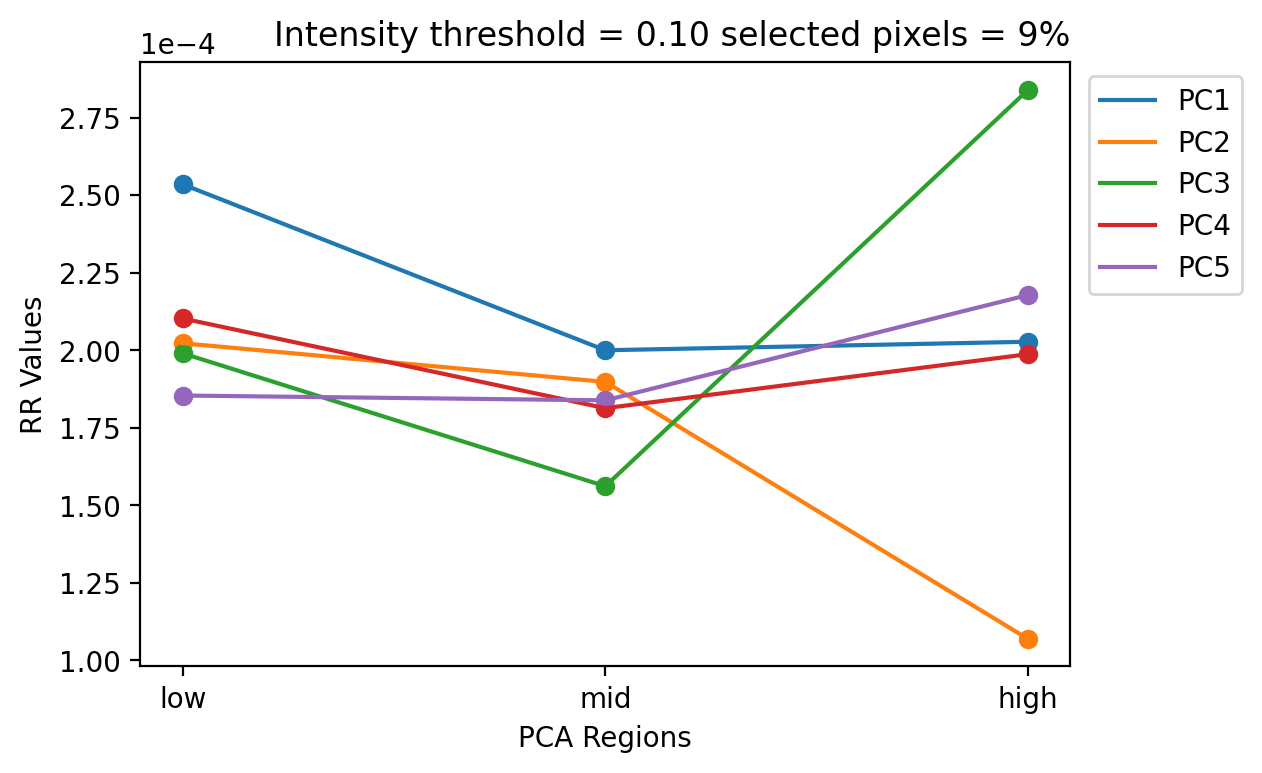 Intensity threshold = 0.10 selected pixels = 9%
1e−4
2.75
2.50
2.25
2.00
1.75
1.50
1.25
1.00
RR Values
low mid high
PCA Regions
PC1
PC2
PC3
PC4
PC5